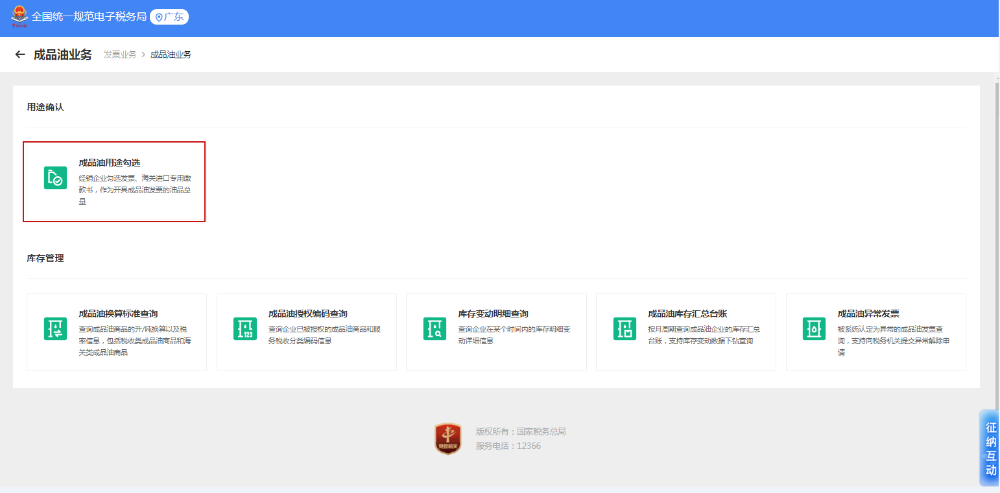 全国统一规范电子税务局 广东
成品油业务 发票业务 > 成品油业务
用途确认
成品油用途勾选
经销企业勾选发票、海关进口专用缴
款书，作为开具成品油发票的油品总
量
库存管理
成品油换算标准查询
查询成品油商品的升/吨换算以及税
率信息，包括税收类成品油商品和海
关类成品油商品
成品油授权编码查询
查询企业已被授权的成品油商品和服
务税收分类编码信息
123
库存变动明细查询
查询企业在某个时间内的库存明细变
动详细信息
成品油库存汇总台账
按月周期查询成品油企业的库存汇总
台账，支持库存变动数据下钻查询
成品油异常发票
被系统认定为异常的成品油发票查
询，支持向税务机关提交异常解除申
请
党政机关
版权所有：国家税务总局
服务电话：12366
征纳互动